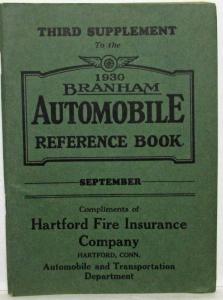 THIRD SUPPLEMENT
To the
1930
BRANHAM
AUTOMOBILE
REFERENCE BOOK
SEPTEMBER
Compliments of
Hartford Fire Insurance
Company
HARTFORD, CONN.
Automobile and Transportation
Department